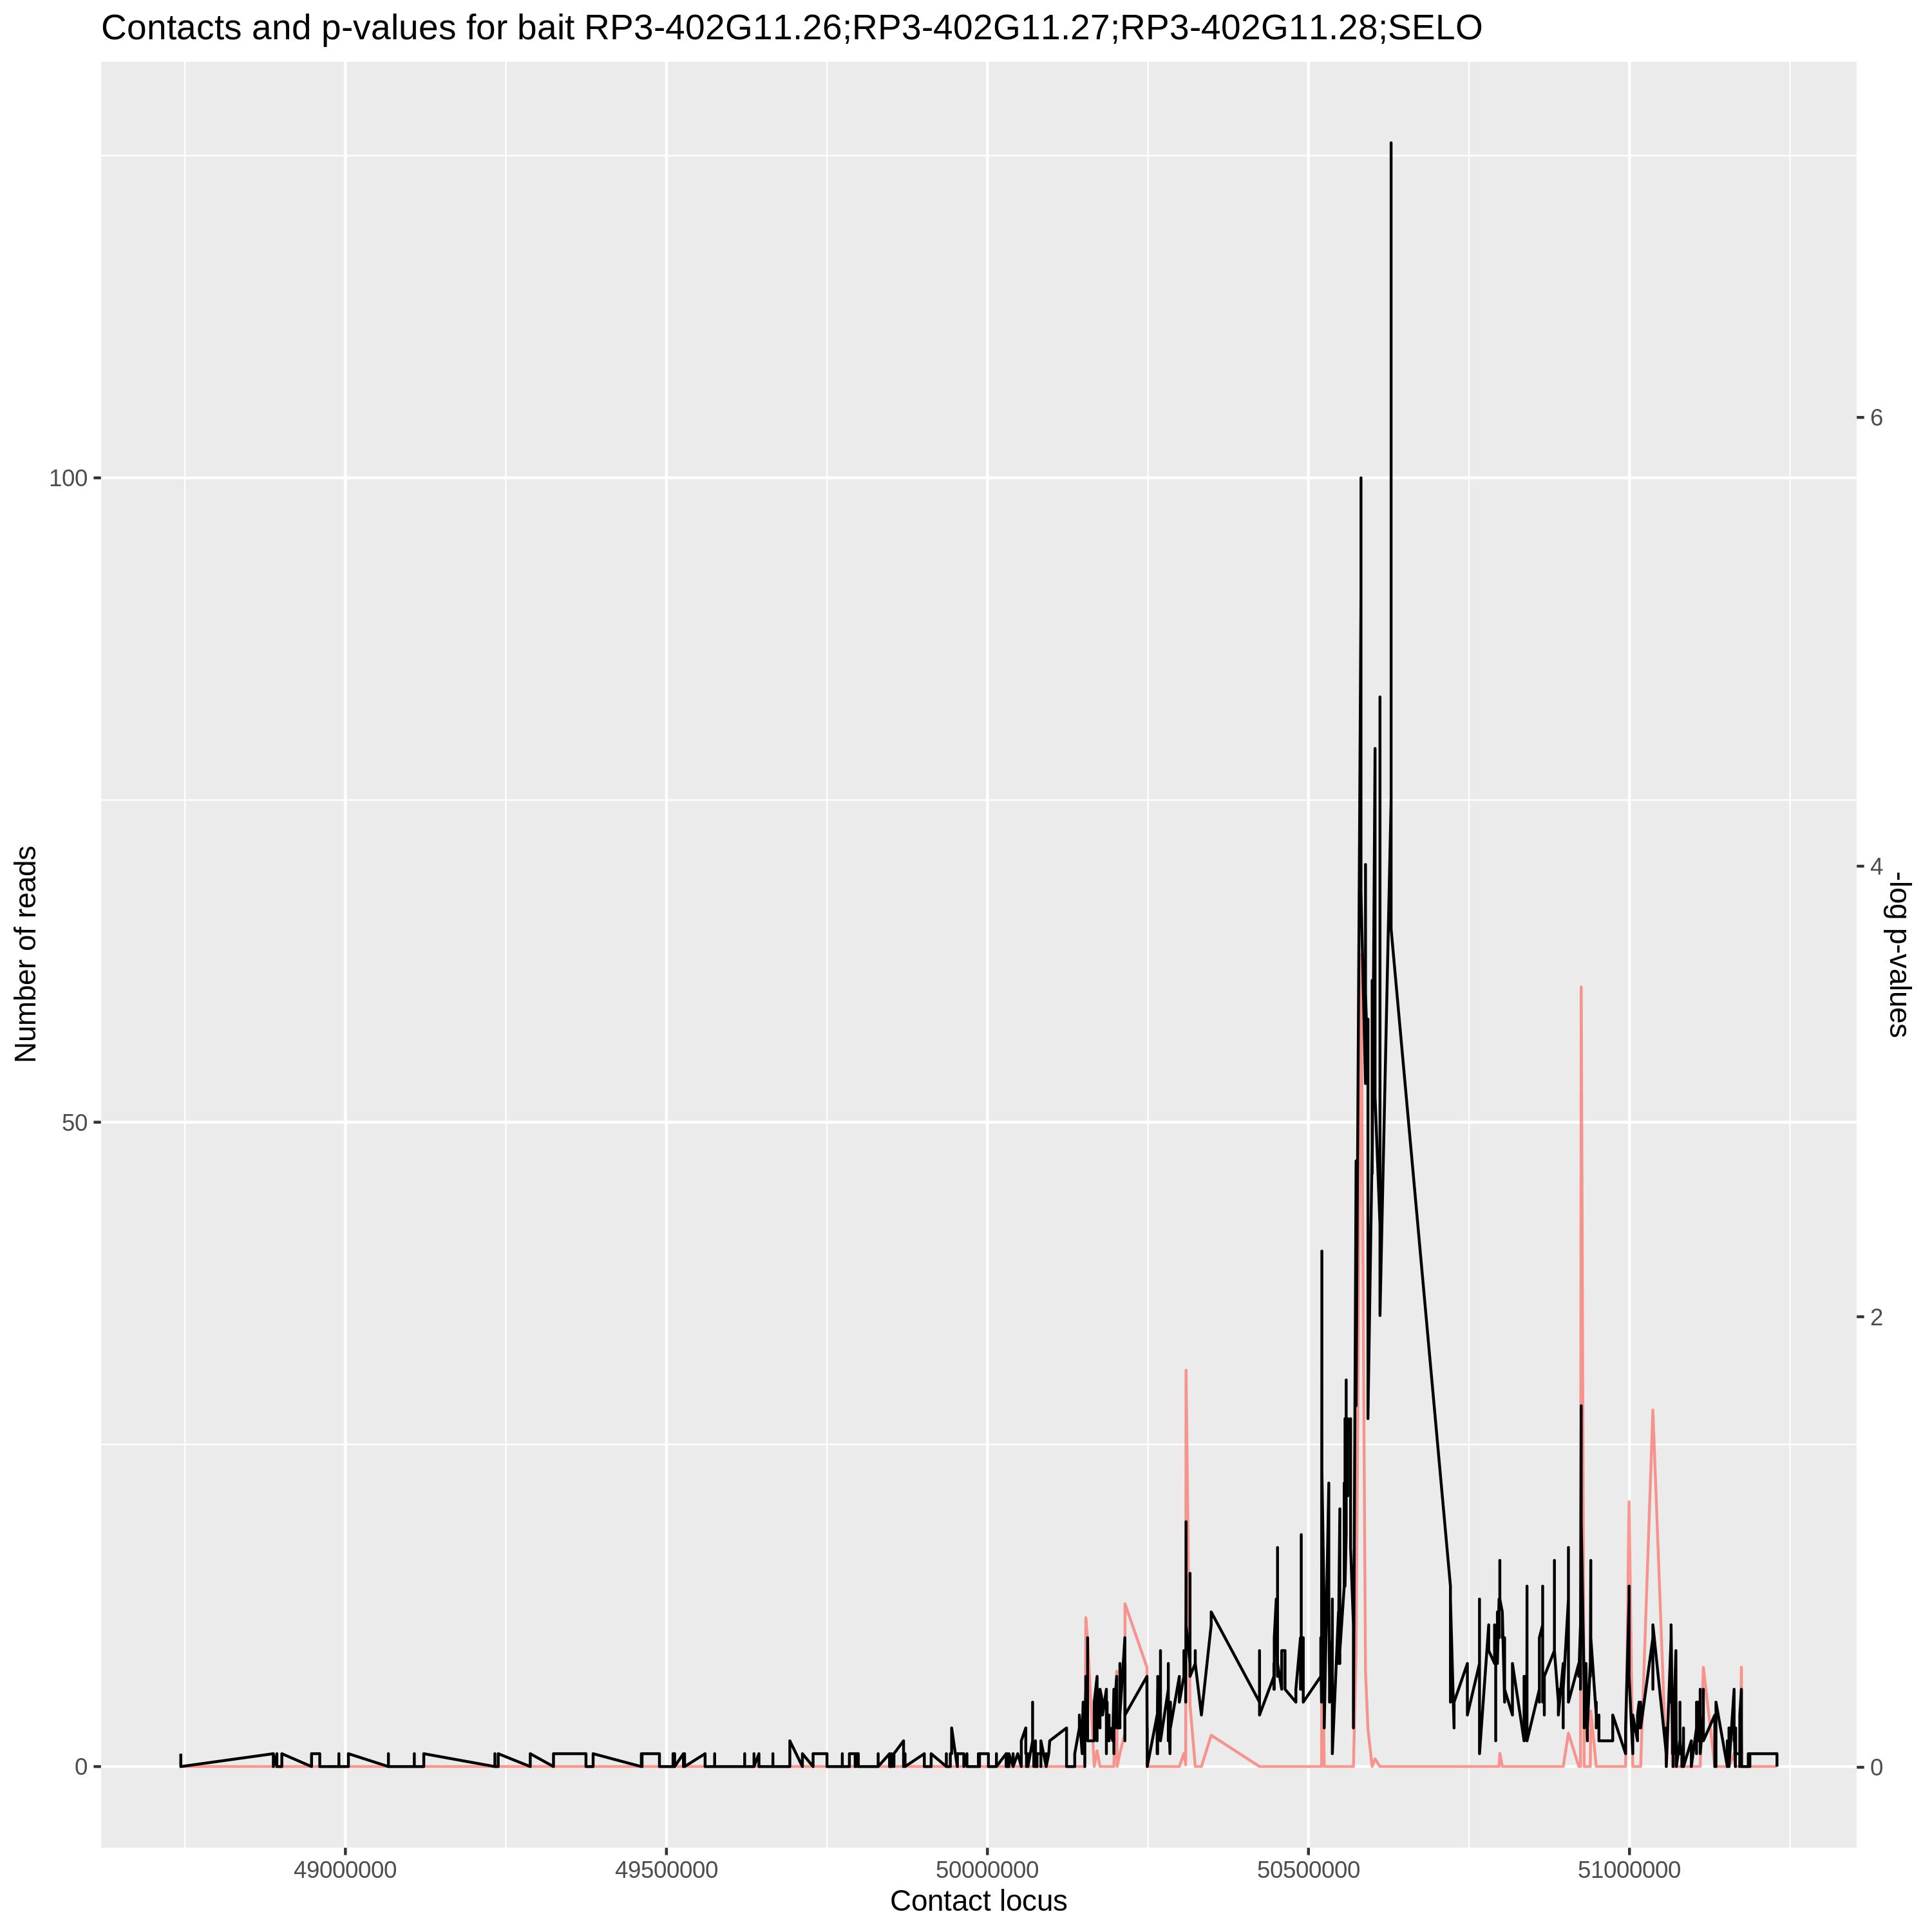 Contacts and p-values for bait RP3-402G11.26;RP3-402G11.27;RP3-402G11.28;SELO
Number of reads
100
50
0
6
4
2
0
-log p-values
49000000 49500000 50000000 50500000 51000000
Contact locus